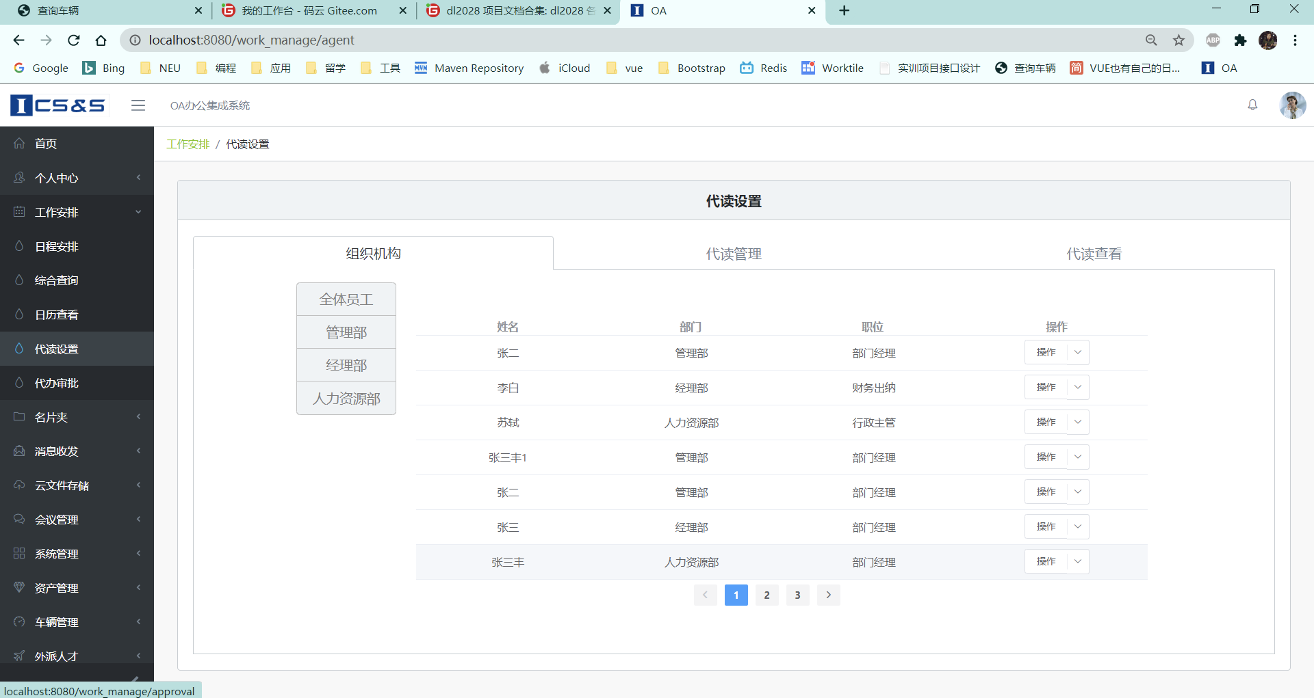 查询车辆
我的工作台 - 码云 Gitee.com
dl2028 项目文档合集: dl2028
OA
localhost:8080/work_manage/agent
ABP
Google
Bing
NEU
编程
应用
留学
工具
Maven Repository
iCloud
vue
Bootstrap
Redis
Worktile
实训项目接口设计
查询车辆
简
VUE也有自己的日...
OA
ICS&S
OA办公集成系统
首页
个人中心
工作安排
日程安排
综合查询
日历查看
代读设置
代办审批
名片夹
消息收发
云文件存储
会议管理
系统管理
资产管理
车辆管理
外派人才
工作安排 / 代读设置
代读设置
组织机构 代读管理 代读查看
全体员工
管理部
经理部
人力资源部
姓名 部门 职位 操作
张二 管理部 部门经理 操作
李白 经理部 财务出纳 操作
苏轼 人力资源部 行政主管 操作
张三丰1 管理部 部门经理 操作
张二 管理部 部门经理 操作
张三 经理部 部门经理 操作
张三丰 人力资源部 部门经理 操作
1 2 3
localhost:8080/work_manage/approval